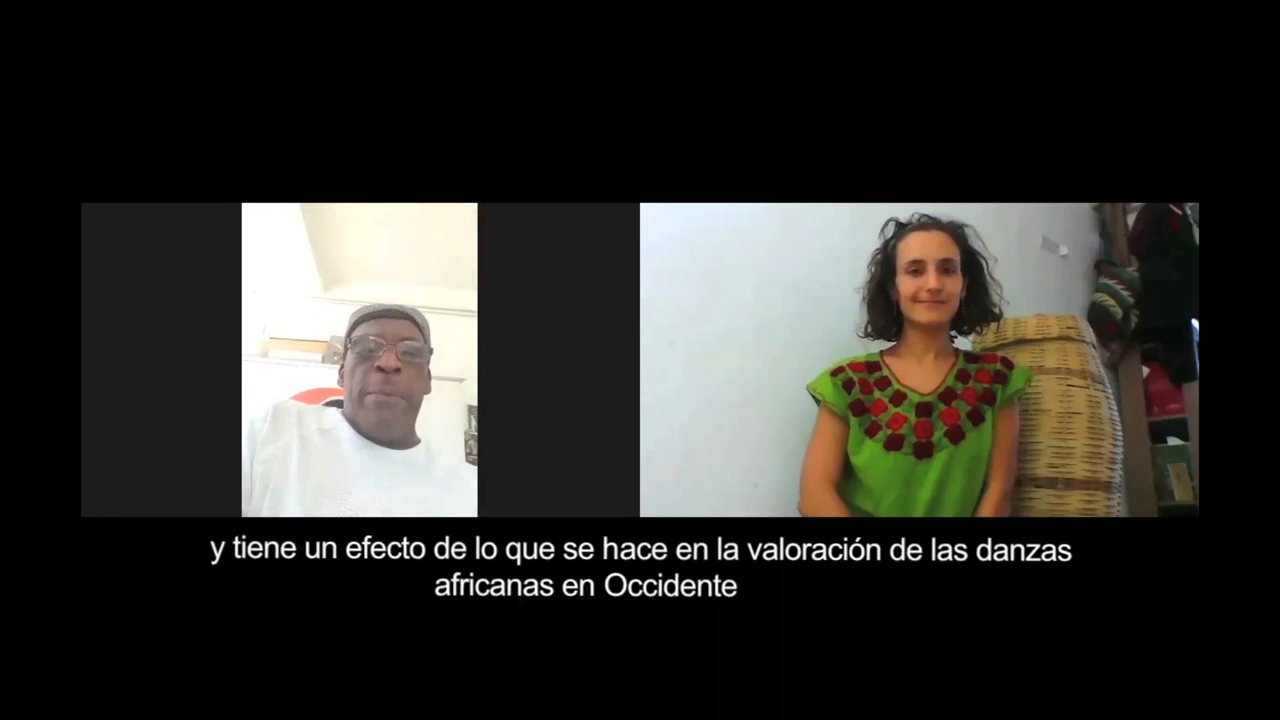 y tiene un efecto de lo que se hace en la valoración de las danzas
africanas en Occidente